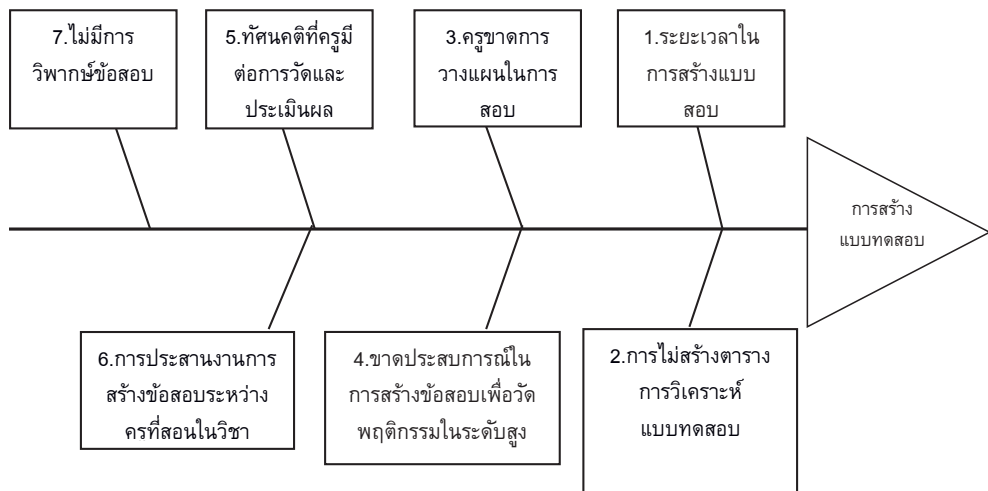 7.ไม่มีการ
วิพากษ์ข้อสอบ
5.ทัศนคติที่ครูมี
ต่อการวัดและ
ประเมินผล
3.ครูขาดการ
วางแผนในการ
สอบ
1.ระยะเวลาใน
การสร้างแบบ
สอบ
การสร้าง
แบบทดสอบ
6.การประสานงานการ
สร้างข้อสอบระหว่าง
ครูที่สอนในวิชา
4.ขาดประสบการณ์ใน
การสร้างข้อสอบเพื่อวัด
พฤติกรรมในระดับสูง
2.การไม่สร้างตาราง
การวิเคราะห์
แบบทดสอบ